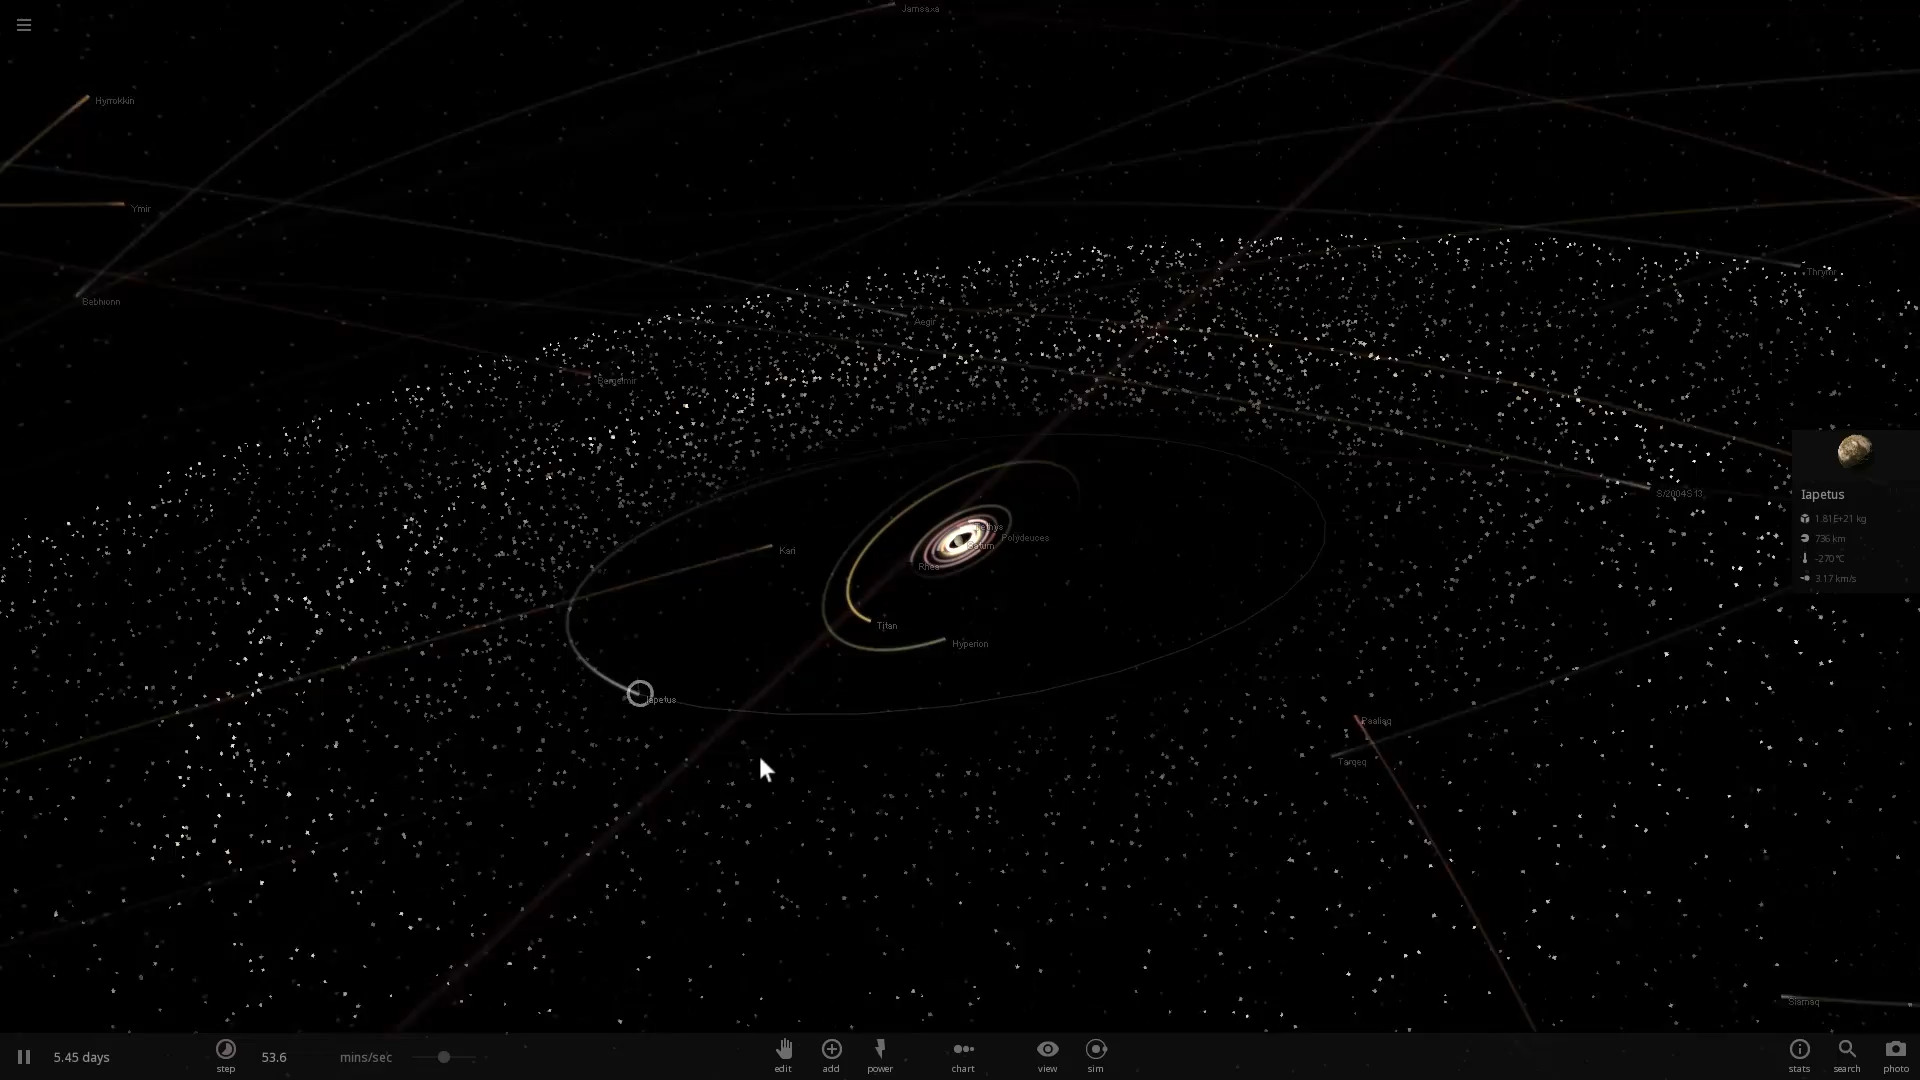 Jarnsaxa
Hyrrokkin
Ymir
Thrymr
Bebhionn
Aegir
Bergelmir
S/2004S13
Iapetus
1.81E+21 kg
736 km
-270°C
3.17 km/s
Polydeuces
Saturn
Kari
Rhea
Titan
Hyperion
Iapetus
Paaliaq
Tarqeq
Siarnaq
5.45 days
step
53.6
mins/sec
edit
add
power
chart
view
sim
stats
search
photo